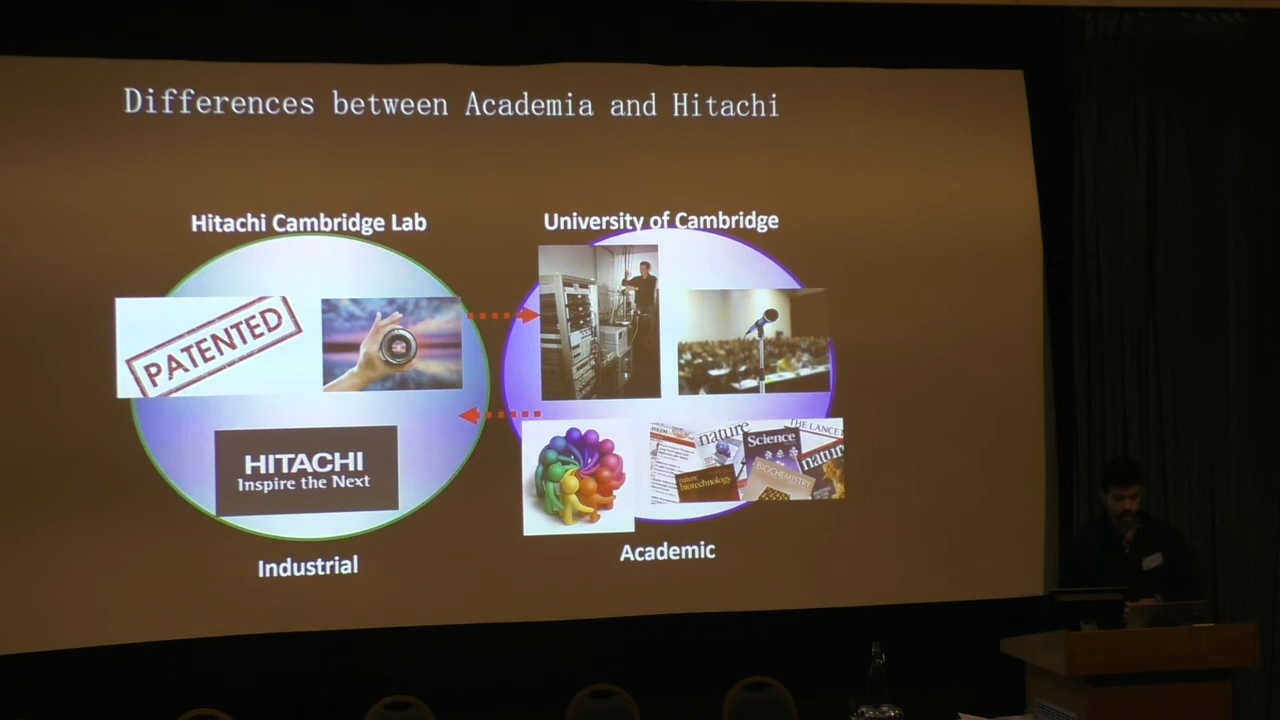 Differences between Academia and Hitachi
Hitachi Cambridge Lab
University of Cambridge
PATENTED
HITACHI
Inspire the Next
nature
Science
THE LANCET
nature
BIOCHEMISTRY
nature
biotechnology
Industrial
Academic